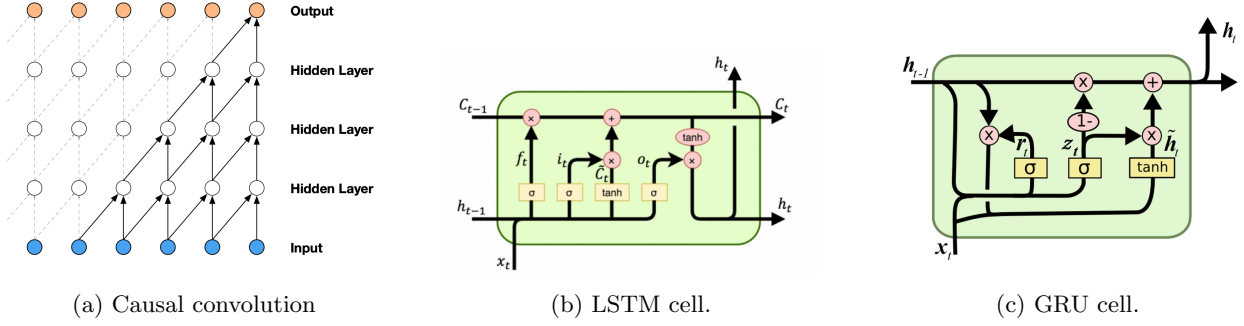 Output
Hidden Layer
Hidden Layer
Hidden Layer
Input
(a) Causal convolution
h_t
C_{t-1}
C_t
×
+
tanh
f_t
i_t
×
C̃_t
o_t
×
σ
σ
tanh
σ
h_{t-1}
h_t
x_t
(b) LSTM cell.
h_t
h_{t-1}
x
+
1-
x
r_t
z_t
x
h̃_t
σ
σ
tanh
x_t
(c) GRU cell.